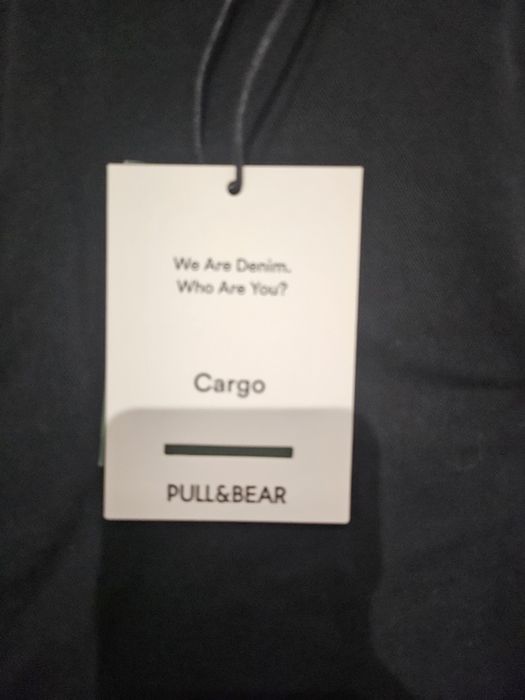 We Are Denim.
Who Are You?
Cargo
PULL&BEAR